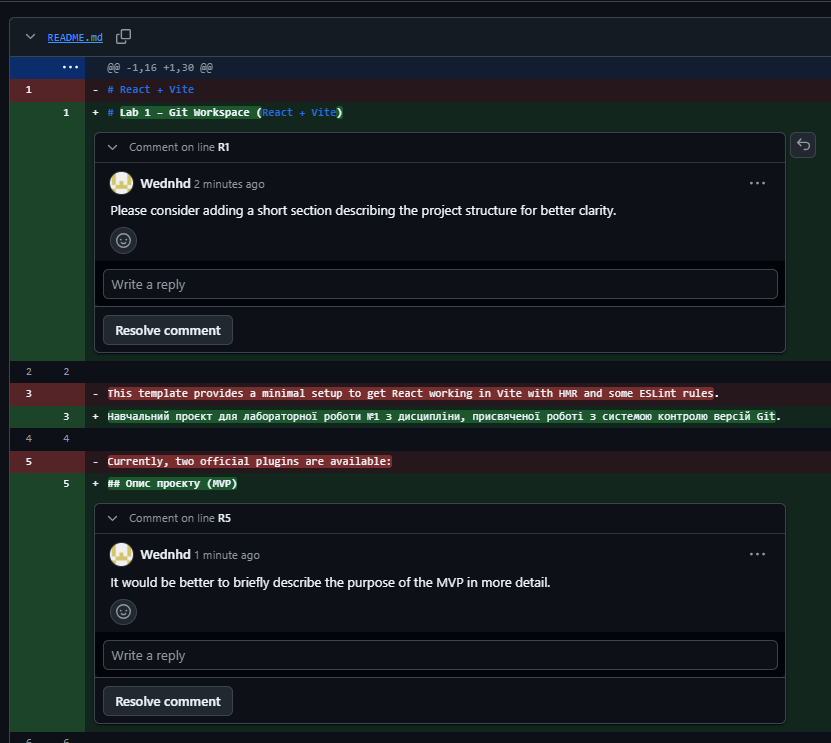 README.md
... @@ -1,16 +1,30 @@
1 - # React + Vite
1 + # Lab 1 – Git Workspace (React + Vite)
Comment on line R1
Wednhd 2 minutes ago ...
Please consider adding a short section describing the project structure for better clarity.
Write a reply
Resolve comment
2 2
3 - This template provides a minimal setup to get React working in Vite with HMR and some ESLint rules.
3 + Навчальний проєкт для лабораторної роботи №1 з дисципліни, присвяченої роботі з системою контролю версій Git.
4 4
5 - Currently, two official plugins are available:
5 + ## Опис проєкту (MVP)
Comment on line R5
Wednhd 1 minute ago ...
It would be better to briefly describe the purpose of the MVP in more detail.
Write a reply
Resolve comment
6 6